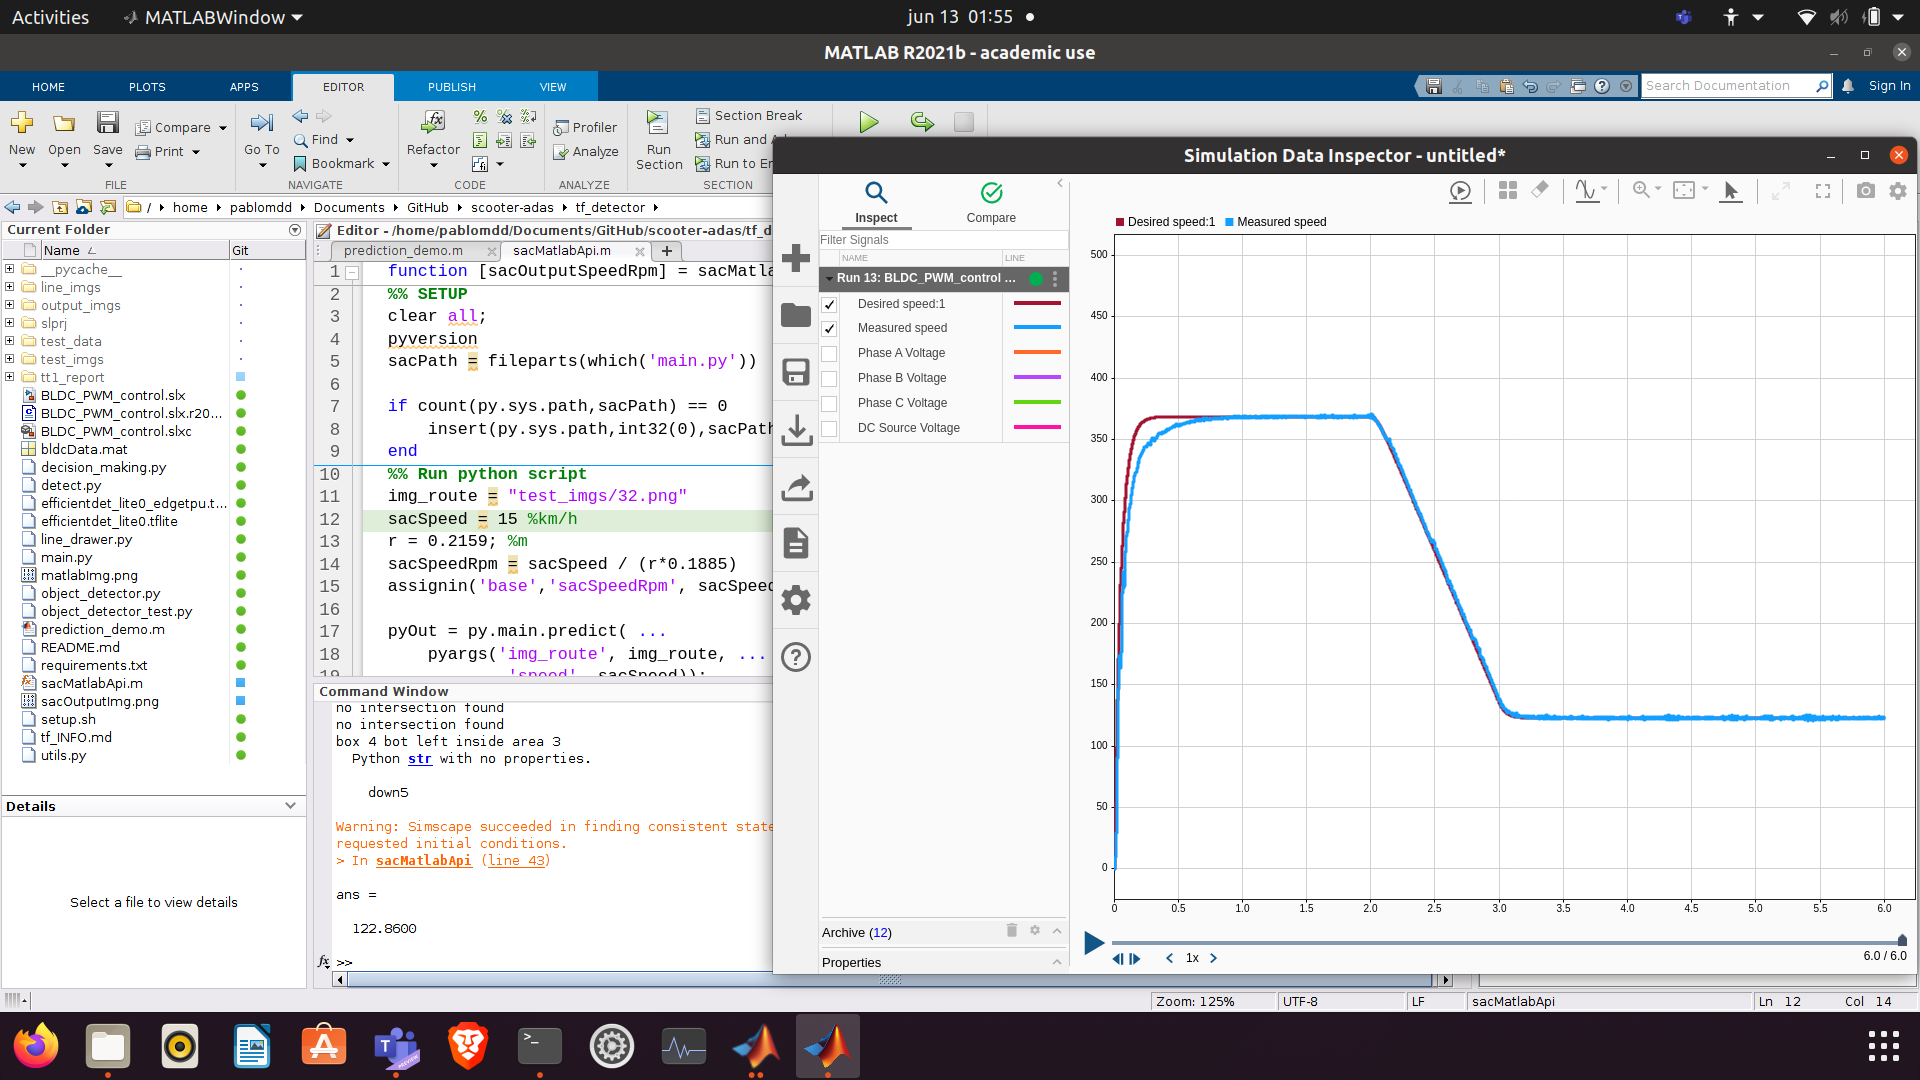 Activities
MATLABWindow
jun 13 01:55
MATLAB R2021b - academic use
HOME
PLOTS
APPS
EDITOR
PUBLISH
VIEW
Search Documentation
Sign In
New
Open
Save
Compare
Print
FILE
Go To
Find
Bookmark
NAVIGATE
Refactor
CODE
Profiler
Analyze
ANALYZE
Run
Section
Section Break
Run and A
Run to E
SECTION
/ home pablomdd Documents GitHub scooter-adas tf_detector
Current Folder
Name
Git
__pycache__
line_imgs
output_imgs
slprj
test_data
test_imgs
tt1_report
BLDC_PWM_control.slx
BLDC_PWM_control.slx.r20...
BLDC_PWM_control.slxc
bldcData.mat
decision_making.py
detect.py
efficientdet_lite0_edgetpu.t...
efficientdet_lite0.tflite
line_drawer.py
main.py
matlabImg.png
object_detector.py
object_detector_test.py
prediction_demo.m
README.md
requirements.txt
sacMatlabApi.m
sacOutputImg.png
setup.sh
tf_INFO.md
utils.py
Details
Select a file to view details
Editor - /home/pablomdd/Documents/GitHub/scooter-adas/tf_d
prediction_demo.m
sacMatlabApi.m
1 function [sacOutputSpeedRpm] = sacMatla
2 %% SETUP
3 clear all;
4 pyversion
5 sacPath = fileparts(which('main.py'))
6
7 if count(py.sys.path,sacPath) == 0
8 insert(py.sys.path,int32(0),sacPath
9 end
10 %% Run python script
11 img_route = "test_imgs/32.png"
12 sacSpeed = 15 %km/h
13 r = 0.2159; %m
14 sacSpeedRpm = sacSpeed / (r*0.1885)
15 assignin('base','sacSpeedRpm', sacSpeed
16
17 pyOut = py.main.predict( ...
18 pyargs('img_route', img_route, ...
19 'speed', sacSpeed));
Command Window
no intersection found
no intersection found
box 4 bot left inside area 3
Python str with no properties.
down5
Warning: Simscape succeeded in finding consistent state
requested initial conditions.
> In sacMatlabApi (line 43)
ans =
122.8600
fx >>
Simulation Data Inspector - untitled*
Inspect
Compare
Filter Signals
NAME
LINE
Run 13: BLDC_PWM_control ...
Desired speed:1
Measured speed
Phase A Voltage
Phase B Voltage
Phase C Voltage
DC Source Voltage
Archive (12)
Properties
Desired speed:1 Measured speed
500
450
400
350
300
250
200
150
100
50
0
0 0.5 1.0 1.5 2.0 2.5 3.0 3.5 4.0 4.5 5.0 5.5 6.0
1x
6.0 / 6.0
Zoom: 125%
UTF-8
LF
sacMatlabApi
Ln 12 Col 14
PREVIEW